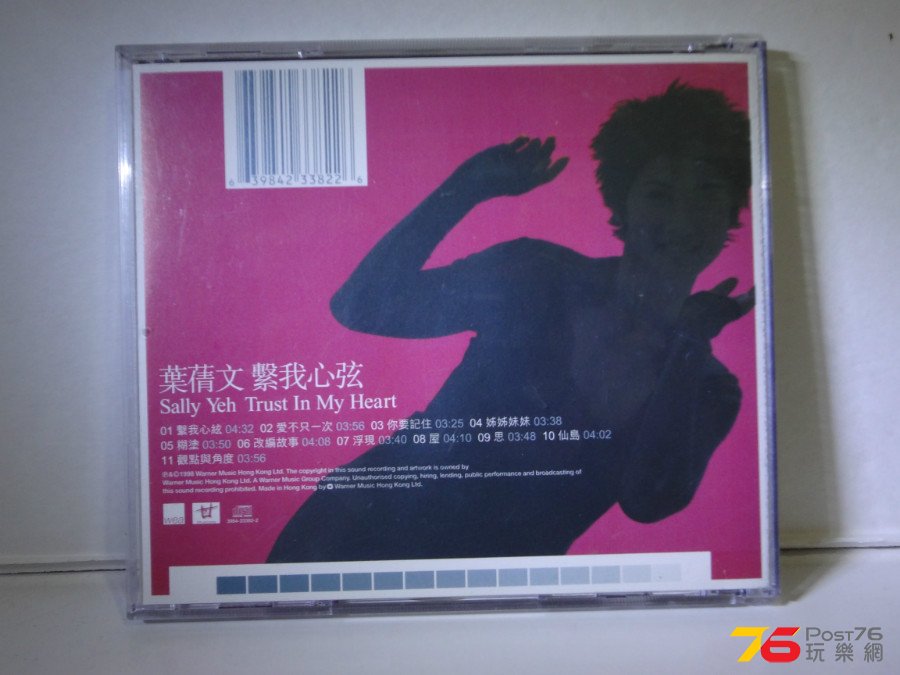 6 39842 33822 6
葉蒨文 繫我心弦
Sally Yeh Trust In My Heart
01 繫我心絃 04:32 02 愛不只一次 03:56 03 你要記住 03:25 04 姊姊妹妹 03:38
05 糊塗 03:50 06 改編故事 04:08 07 浮現 03:40 08 屋 04:10 09 思 03:48 10 仙島 04:02
11 觀點與角度 03:56
℗&©1998 Warner Music Hong Kong Ltd. The copyright in this sound recording and artwork is owned by
Warner Music Hong Kong Ltd. A Warner Music Group Company. Unauthorised copying, hiring, lending, public performance and broadcasting of
this sound recording prohibited. Made in Hong Kong by Warner Music Hong Kong Ltd.
wea 3984-33382-2
76 Post76
玩樂網